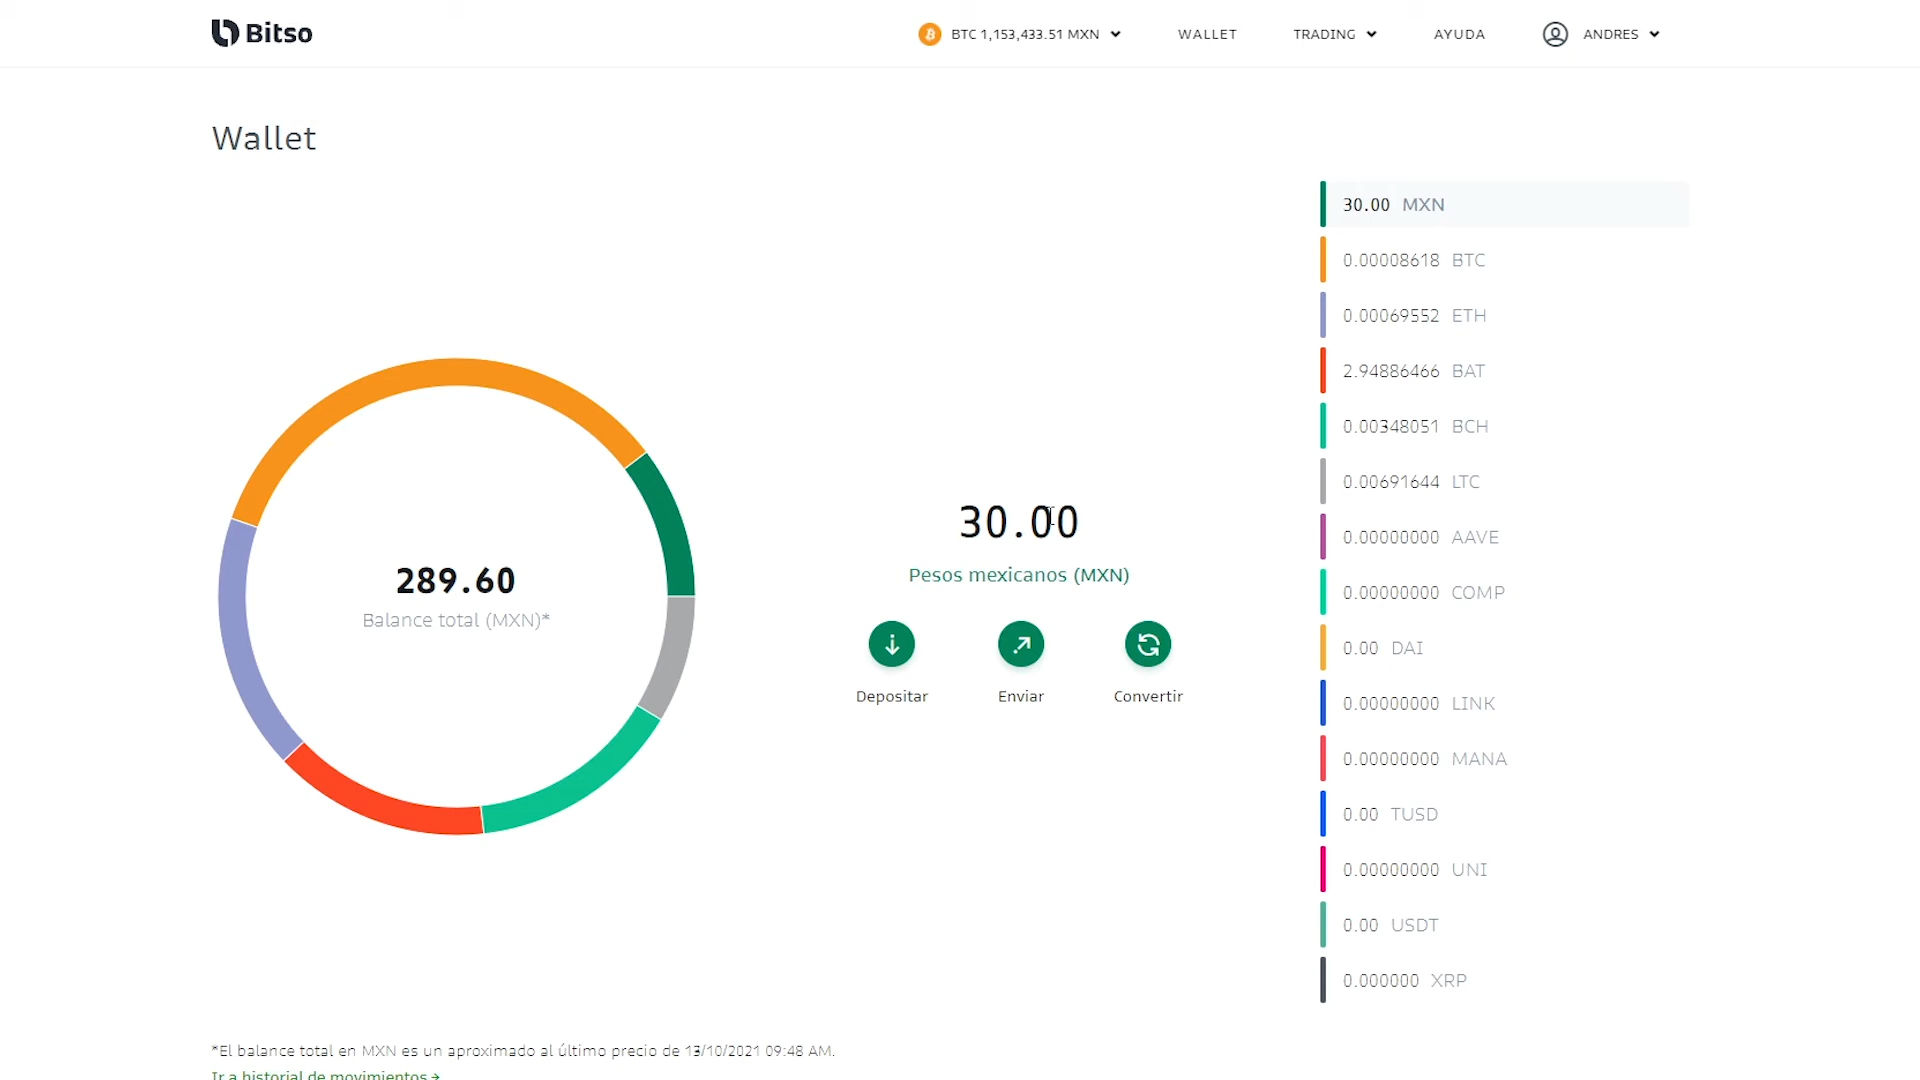 Bitso
BTC 1,153,433.51 MXN
WALLET
TRADING
AYUDA
ANDRES
Wallet
289.60
Balance total (MXN)*
30.00
Pesos mexicanos (MXN)
Depositar
Enviar
Convertir
30.00 MXN
0.00008618 BTC
0.00069552 ETH
2.94886466 BAT
0.00348051 BCH
0.00691644 LTC
0.00000000 AAVE
0.00000000 COMP
0.00 DAI
0.00000000 LINK
0.00000000 MANA
0.00 TUSD
0.00000000 UNI
0.00 USDT
0.000000 XRP
*El balance total en MXN es un aproximado al último precio de 13/10/2021 09:48 AM.
Ir a historial de movimientos →